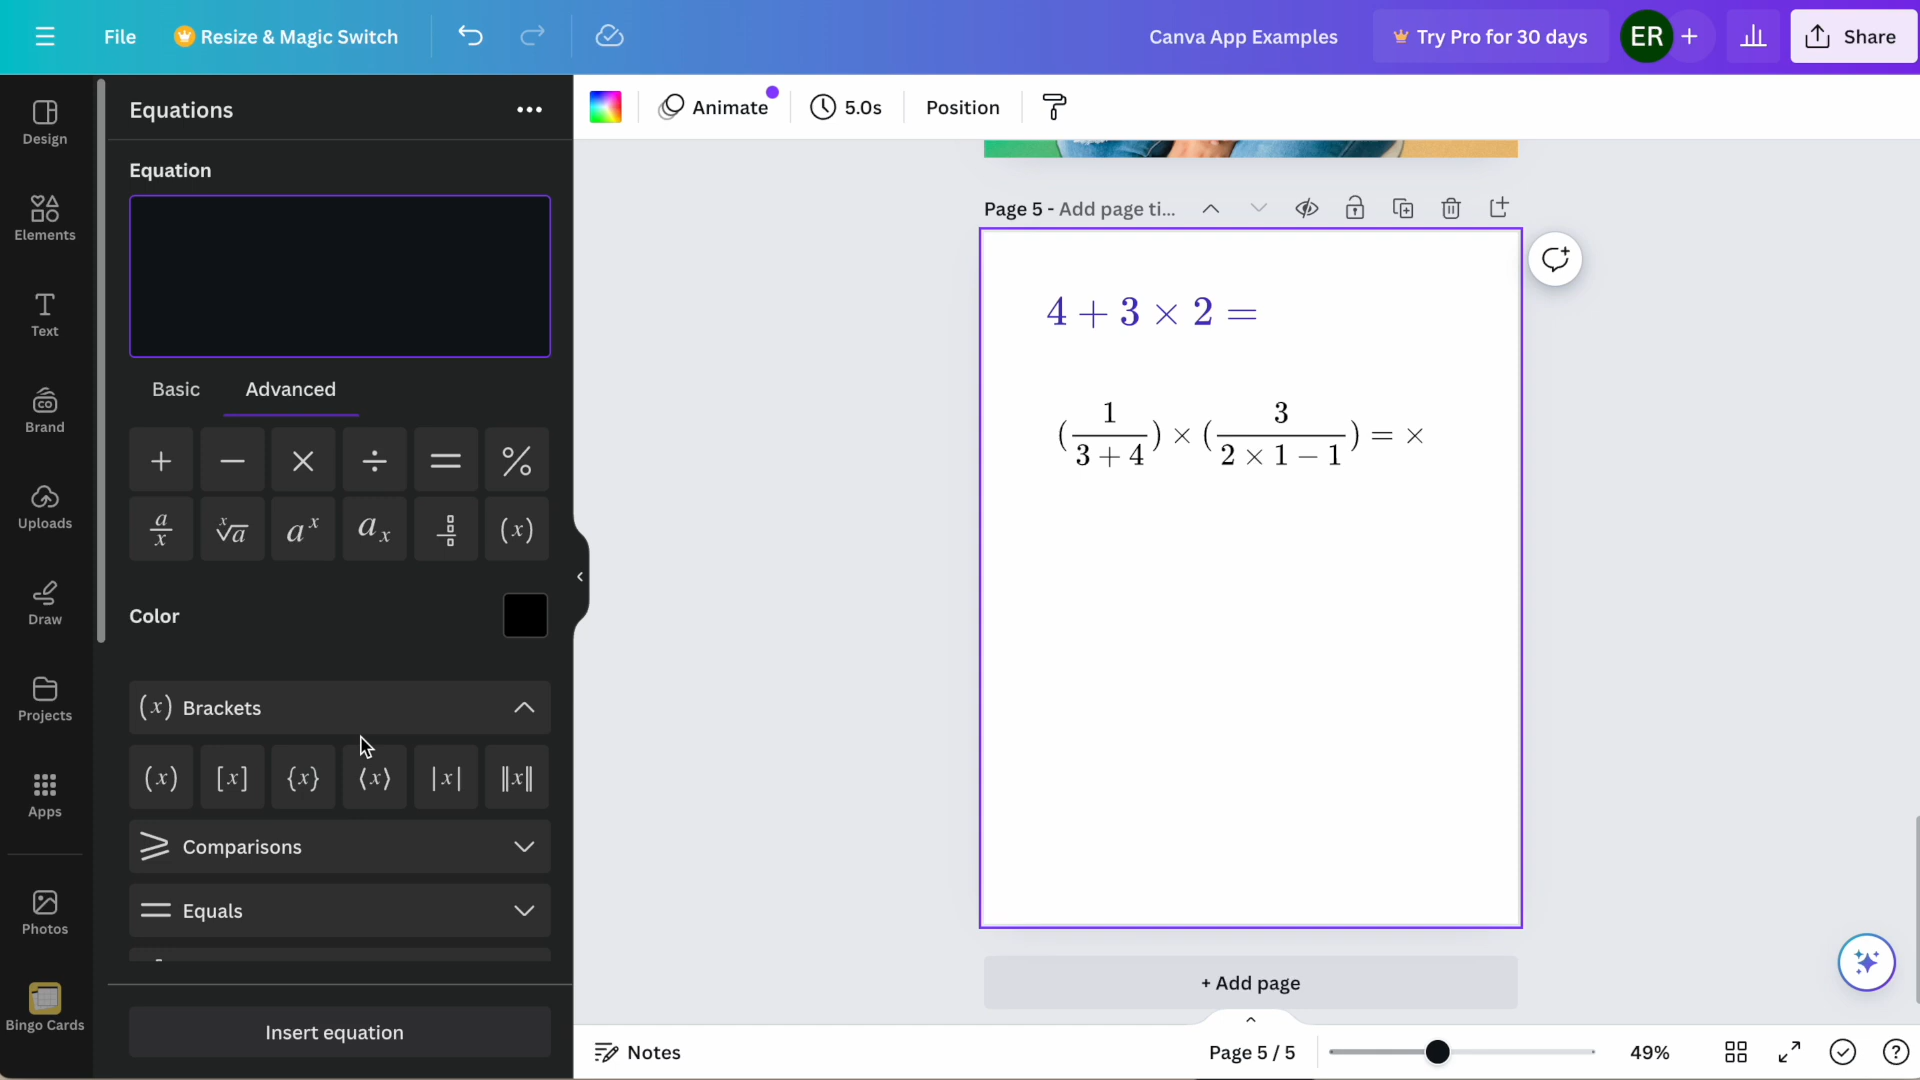 File
Resize & Magic Switch
Canva App Examples
Try Pro for 30 days
ER
+
Share
Design
Elements
Text
Brand
Uploads
Draw
Projects
Apps
Photos
Bingo Cards
Equations
Equation
Basic
Advanced
+ − × ÷ = %
a/x ˣ√a aˣ aₓ (x)
Color
(x) Brackets
(x) [x] {x} ⟨x⟩ |x| ‖x‖
Comparisons
Equals
Insert equation
Animate
5.0s
Position
Page 5 - Add page ti...
4 + 3 × 2 =
(1/(3 + 4)) × (3/(2 × 1 − 1)) = ×
+ Add page
Notes
Page 5 / 5
49%